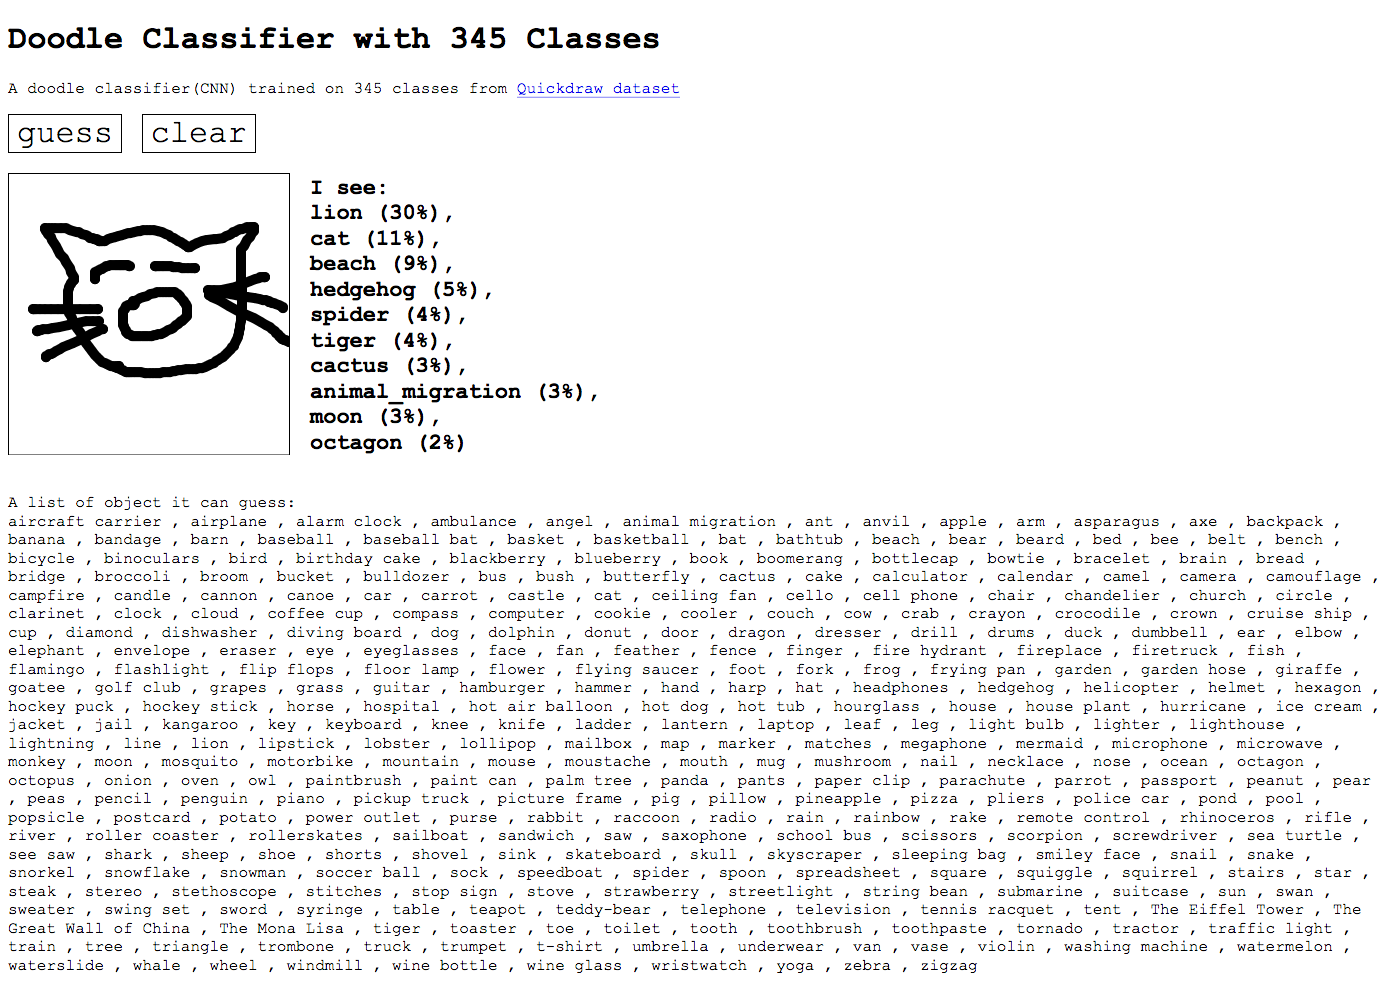 Doodle Classifier with 345 Classes
A doodle classifier(CNN) trained on 345 classes from Quickdraw dataset
guess clear
I see:
lion (30%),
cat (11%),
beach (9%),
hedgehog (5%),
spider (4%),
tiger (4%),
cactus (3%),
animal_migration (3%),
moon (3%),
octagon (2%)
A list of object it can guess:
aircraft carrier , airplane , alarm clock , ambulance , angel , animal migration , ant , anvil , apple , arm , asparagus , axe , backpack ,
banana , bandage , barn , baseball , baseball bat , basket , basketball , bat , bathtub , beach , bear , beard , bed , bee , belt , bench ,
bicycle , binoculars , bird , birthday cake , blackberry , blueberry , book , boomerang , bottlecap , bowtie , bracelet , brain , bread ,
bridge , broccoli , broom , bucket , bulldozer , bus , bush , butterfly , cactus , cake , calculator , calendar , camel , camera , camouflage ,
campfire , candle , cannon , canoe , car , carrot , castle , cat , ceiling fan , cello , cell phone , chair , chandelier , church , circle ,
clarinet , clock , cloud , coffee cup , compass , computer , cookie , cooler , couch , cow , crab , crayon , crocodile , crown , cruise ship ,
cup , diamond , dishwasher , diving board , dog , dolphin , donut , door , dragon , dresser , drill , drums , duck , dumbbell , ear , elbow ,
elephant , envelope , eraser , eye , eyeglasses , face , fan , feather , fence , finger , fire hydrant , fireplace , firetruck , fish ,
flamingo , flashlight , flip flops , floor lamp , flower , flying saucer , foot , fork , frog , frying pan , garden , garden hose , giraffe ,
goatee , golf club , grapes , grass , guitar , hamburger , hammer , hand , harp , hat , headphones , hedgehog , helicopter , helmet , hexagon ,
hockey puck , hockey stick , horse , hospital , hot air balloon , hot dog , hot tub , hourglass , house , house plant , hurricane , ice cream ,
jacket , jail , kangaroo , key , keyboard , knee , knife , ladder , lantern , laptop , leaf , leg , light bulb , lighter , lighthouse ,
lightning , line , lion , lipstick , lobster , lollipop , mailbox , map , marker , matches , megaphone , mermaid , microphone , microwave ,
monkey , moon , mosquito , motorbike , mountain , mouse , moustache , mouth , mug , mushroom , nail , necklace , nose , ocean , octagon ,
octopus , onion , oven , owl , paintbrush , paint can , palm tree , panda , pants , paper clip , parachute , parrot , passport , peanut , pear
, peas , pencil , penguin , piano , pickup truck , picture frame , pig , pillow , pineapple , pizza , pliers , police car , pond , pool ,
popsicle , postcard , potato , power outlet , purse , rabbit , raccoon , radio , rain , rainbow , rake , remote control , rhinoceros , rifle ,
river , roller coaster , rollerskates , sailboat , sandwich , saw , saxophone , school bus , scissors , scorpion , screwdriver , sea turtle ,
see saw , shark , sheep , shoe , shorts , shovel , sink , skateboard , skull , skyscraper , sleeping bag , smiley face , snail , snake ,
snorkel , snowflake , snowman , soccer ball , sock , speedboat , spider , spoon , spreadsheet , square , squiggle , squirrel , stairs , star ,
steak , stereo , stethoscope , stitches , stop sign , stove , strawberry , streetlight , string bean , submarine , suitcase , sun , swan ,
sweater , swing set , sword , syringe , table , teapot , teddy-bear , telephone , television , tennis racquet , tent , The Eiffel Tower , The
Great Wall of China , The Mona Lisa , tiger , toaster , toe , toilet , tooth , toothbrush , toothpaste , tornado , tractor , traffic light ,
train , tree , triangle , trombone , truck , trumpet , t-shirt , umbrella , underwear , van , vase , violin , washing machine , watermelon ,
waterslide , whale , wheel , windmill , wine bottle , wine glass , wristwatch , yoga , zebra , zigzag